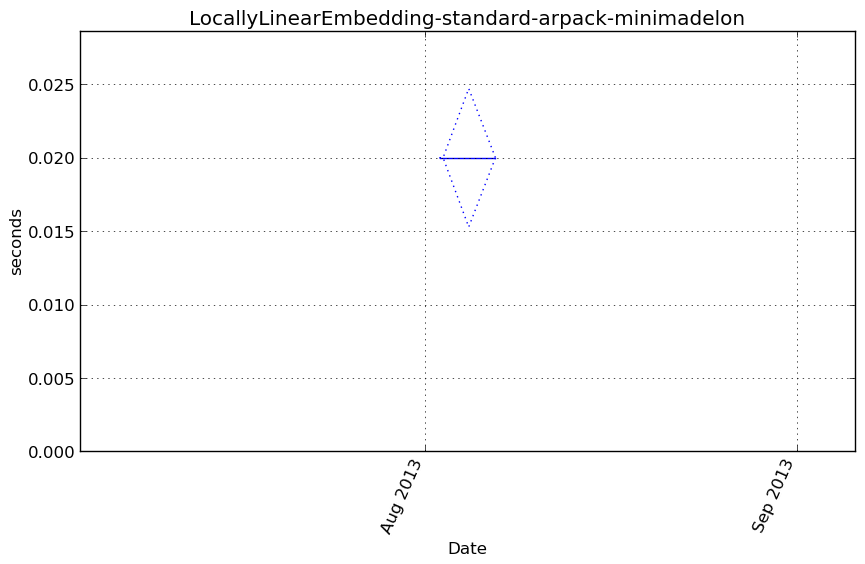 LocallyLinearEmbedding-standard-arpack-minimadelon
0.025
0.020
0.015
0.010
0.005
0.000
seconds
Aug 2013
Sep 2013
Date